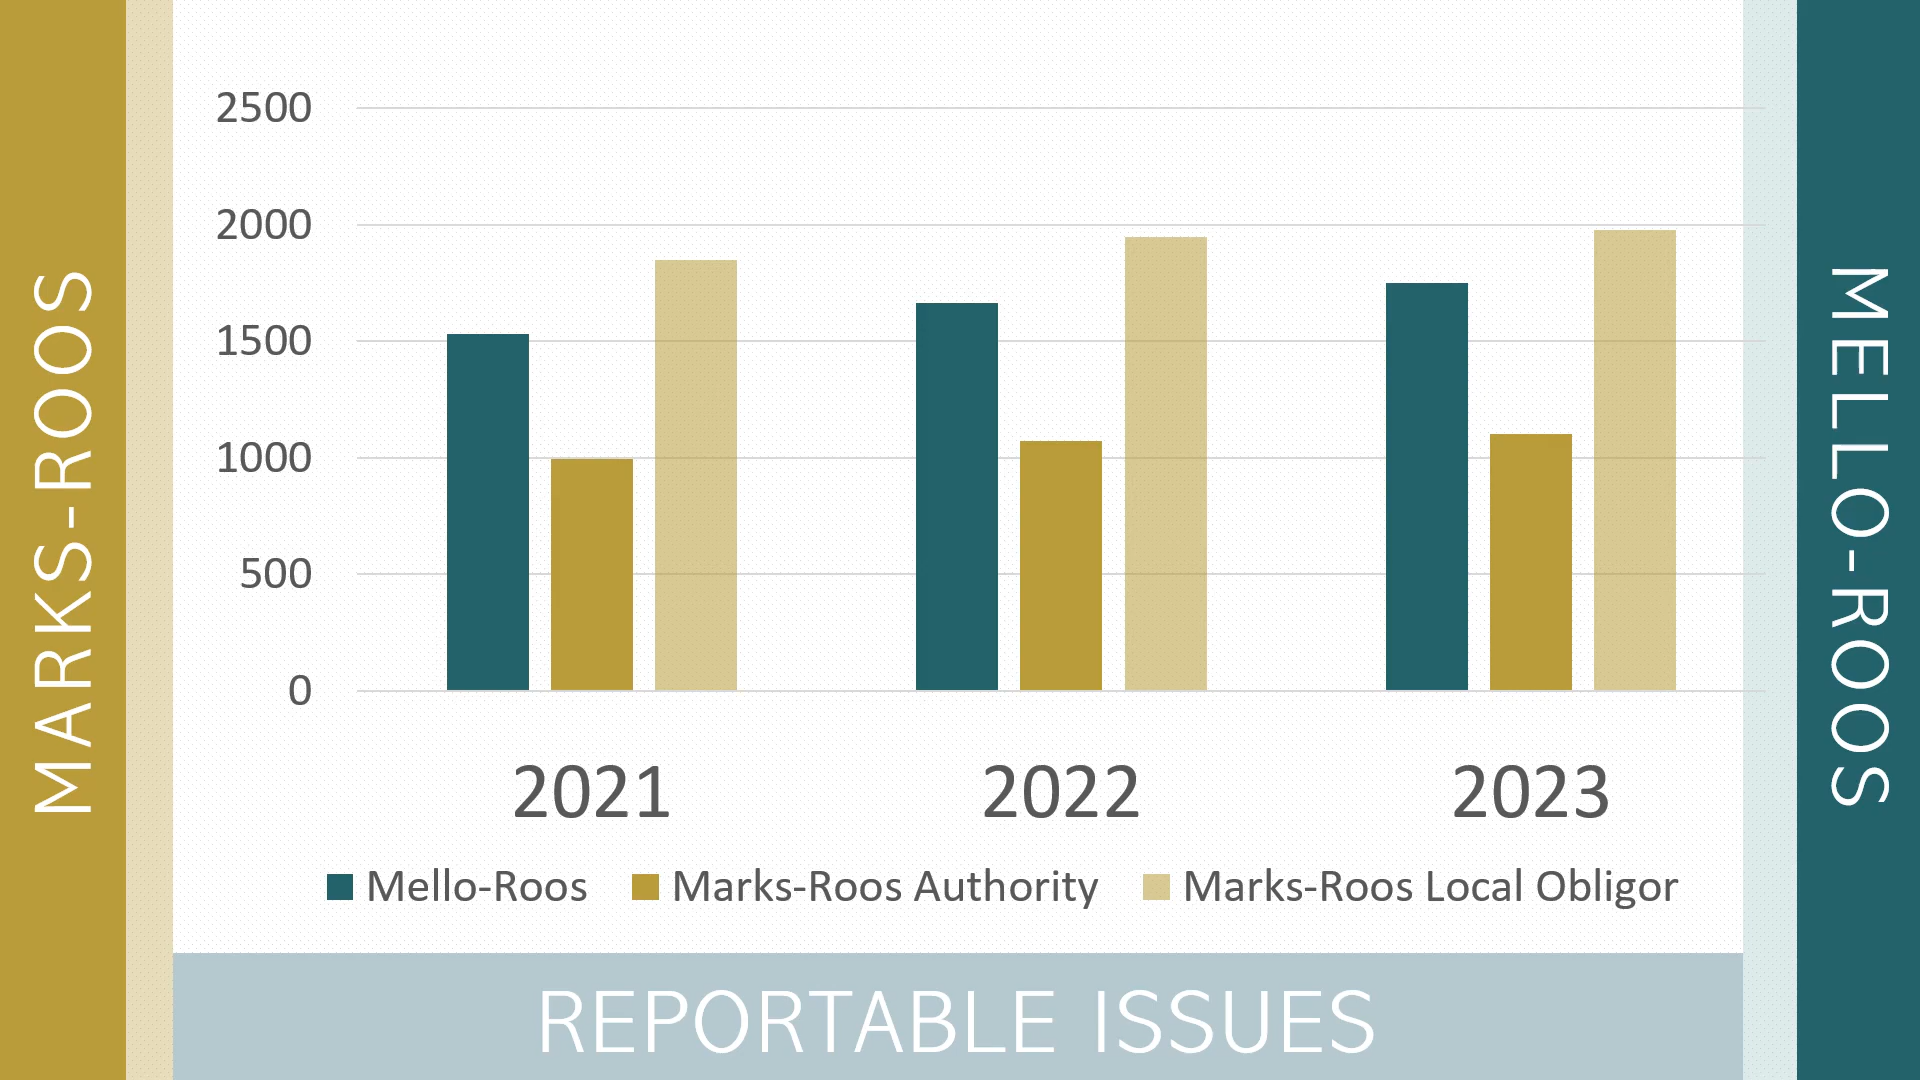 MARKS-ROOS
2500
2000
1500
1000
500
0
2021 2022 2023
Mello-Roos Marks-Roos Authority Marks-Roos Local Obligor
REPORTABLE ISSUES
MELLO-ROOS